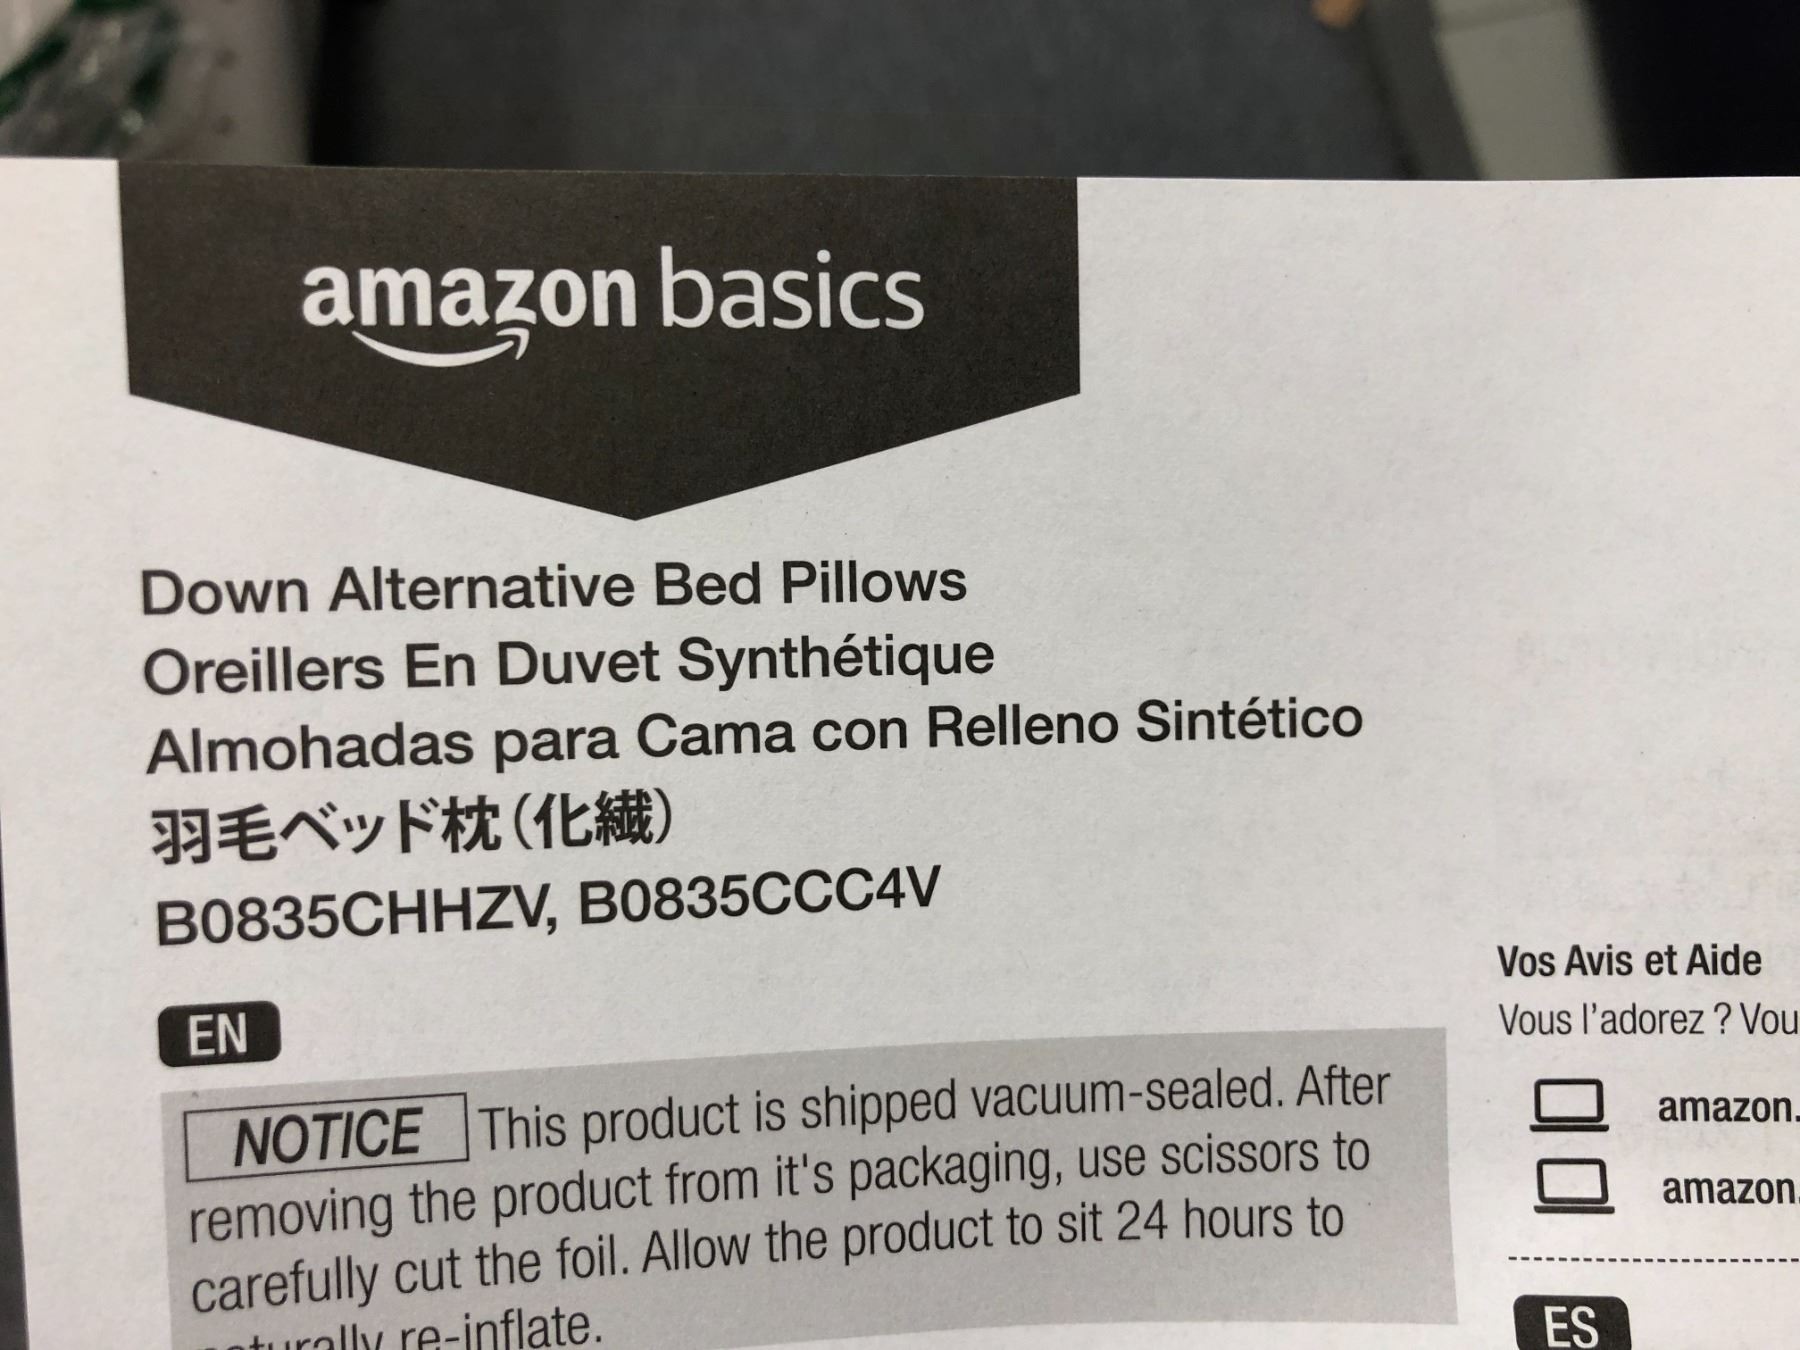 amazon basics
Down Alternative Bed Pillows
Oreillers En Duvet Synthétique
Almohadas para Cama con Relleno Sintético
羽毛ベッド枕（化繊）
B0835CHHZV, B0835CCC4V
EN
NOTICE This product is shipped vacuum-sealed. After
removing the product from it's packaging, use scissors to
carefully cut the foil. Allow the product to sit 24 hours to
re-inflate.
Vos Avis et Aide
Vous l'adorez ? Vou
amazon.
amazon.
ES